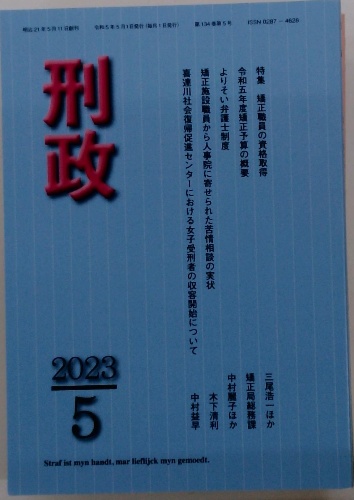 明治21年5月11日創刊 令和5年5月1日発行(毎月1回発行) 第134巻第5号 ISSN 0287-4628
刑政
特集 矯正職員の資格取得
令和五年度矯正予算の概要
よりそい弁護士制度
矯正施設職員から人事院に寄せられた苦情相談の実状
喜連川社会復帰促進センターにおける女子受刑者の収容開始について
三尾浩一ほか
矯正局総務課
中村麗子ほか
木下清利
中村益早
2023
5
Straf ist myn handt, mar lieflijck myn gemoedt.